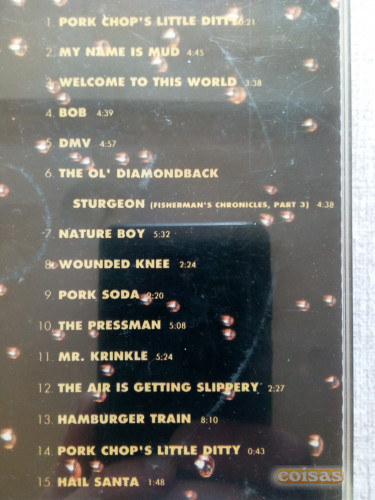 1. PORK CHOP'S LITTLE DITTY 0:21
2. MY NAME IS MUD 4:45
3. WELCOME TO THIS WORLD 3:38
4. BOB 4:39
5. DMV 4:57
6. THE OL' DIAMONDBACK
STURGEON (FISHERMAN'S CHRONICLES, PART 3) 4:38
7. NATURE BOY 5:32
8. WOUNDED KNEE 2:24
9. PORK SODA 2:20
10. THE PRESSMAN 5:08
11. MR. KRINKLE 5:24
12. THE AIR IS GETTING SLIPPERY 2:27
13. HAMBURGER TRAIN 8:10
14. PORK CHOP'S LITTLE DITTY 0:43
15 HAIL SANTA 1:48
coisas